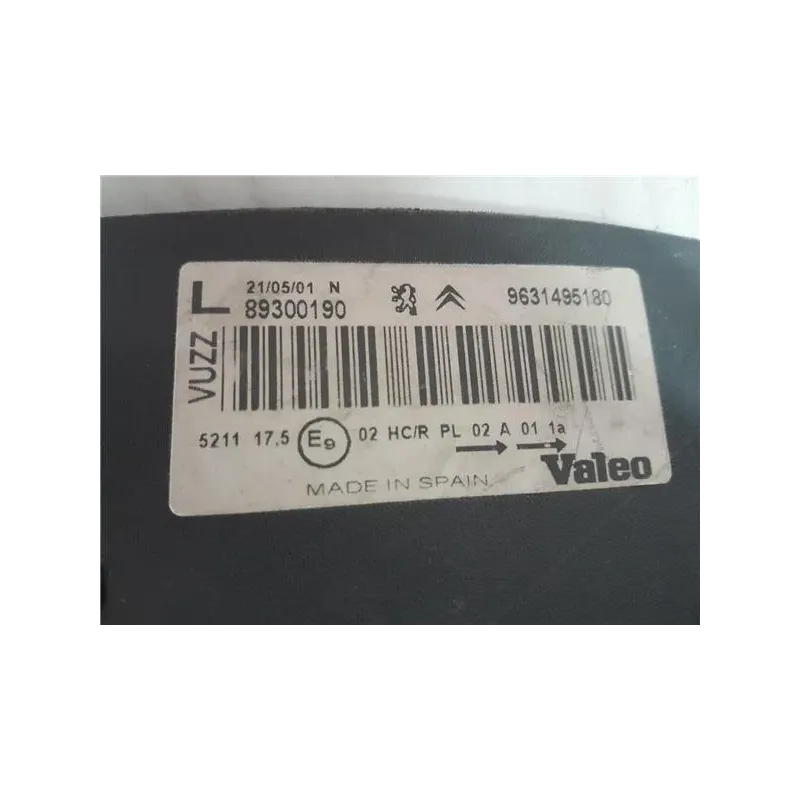 L 21/05/01 N
89300190 9631495180
VUZZ
5211 17,5 E9 02 HC/R PL 02 A 01 1a
Valeo
MADE IN SPAIN